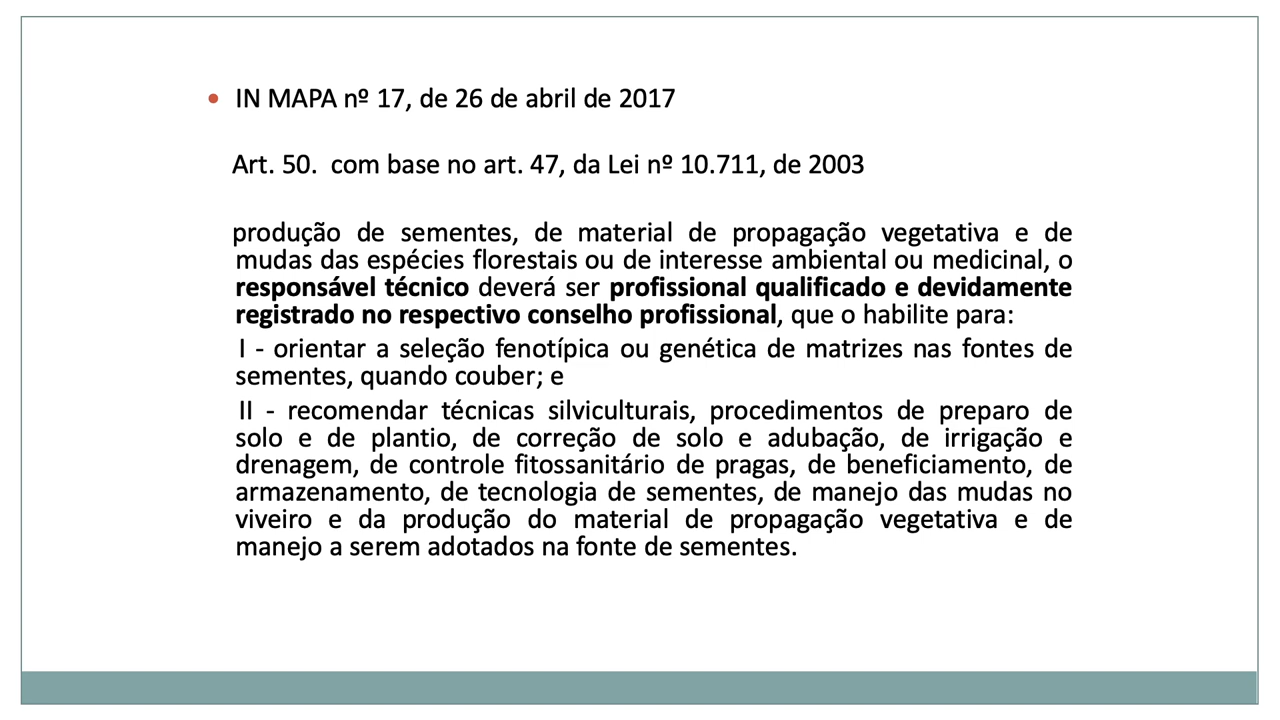 • IN MAPA nº 17, de 26 de abril de 2017
Art. 50. com base no art. 47, da Lei nº 10.711, de 2003
produção de sementes, de material de propagação vegetativa e de
mudas das espécies florestais ou de interesse ambiental ou medicinal, o
responsável técnico deverá ser profissional qualificado e devidamente
registrado no respectivo conselho profissional, que o habilite para:
I - orientar a seleção fenotípica ou genética de matrizes nas fontes de
sementes, quando couber; e
II - recomendar técnicas silviculturais, procedimentos de preparo de
solo e de plantio, de correção de solo e adubação, de irrigação e
drenagem, de controle fitossanitário de pragas, de beneficiamento, de
armazenamento, de tecnologia de sementes, de manejo das mudas no
viveiro e da produção do material de propagação vegetativa e de
manejo a serem adotados na fonte de sementes.